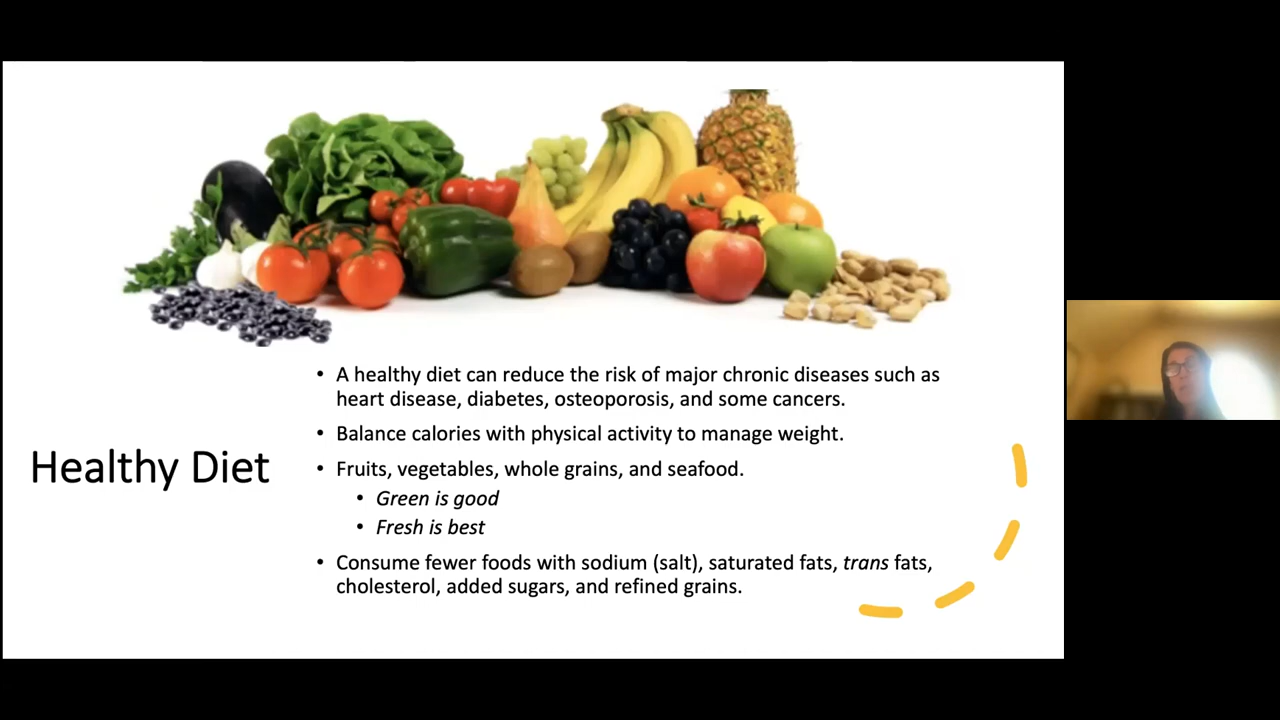 • A healthy diet can reduce the risk of major chronic diseases such as
heart disease, diabetes, osteoporosis, and some cancers.
• Balance calories with physical activity to manage weight.
Healthy Diet
• Fruits, vegetables, whole grains, and seafood.
• Green is good
• Fresh is best
• Consume fewer foods with sodium (salt), saturated fats, trans fats,
cholesterol, added sugars, and refined grains.